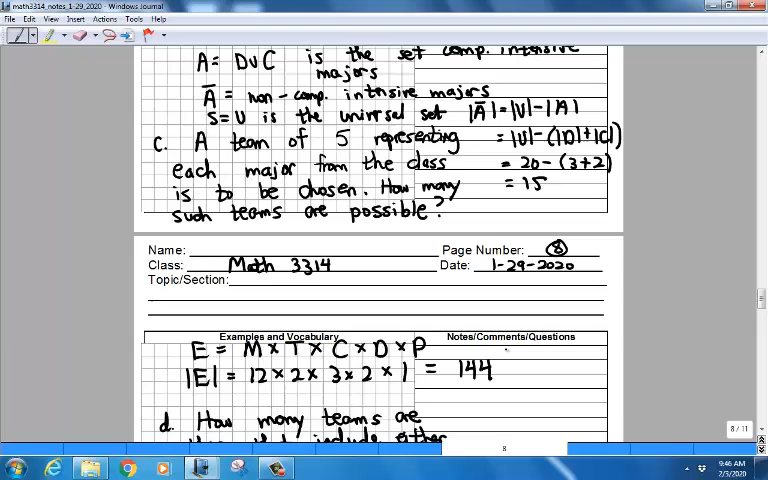 math3314_notes_1-29_2020 - Windows Journal
File Edit View Insert Actions Tools Help
A = D∪C is the set comp. intensive
majors
A̅ = non-comp. intensive majors
S = U is the universal set |A̅| = |U| - |A|
c. A team of 5 representing = |U| - (|D|+|C|)
each major from the class = 20 - (3+2)
is to be chosen. How many = 15
such teams are possible?
Name: Page Number: 8
Class: Math 3314 Date: 1-29-2020
Topic/Section:
Examples and Vocabulary Notes/Comments/Questions
E = M × T × C × D × P
|E| = 12 × 2 × 3 × 2 × 1 = 144
d. How many teams are
there that include either
8 / 11
8
9:46 AM
2/3/2020